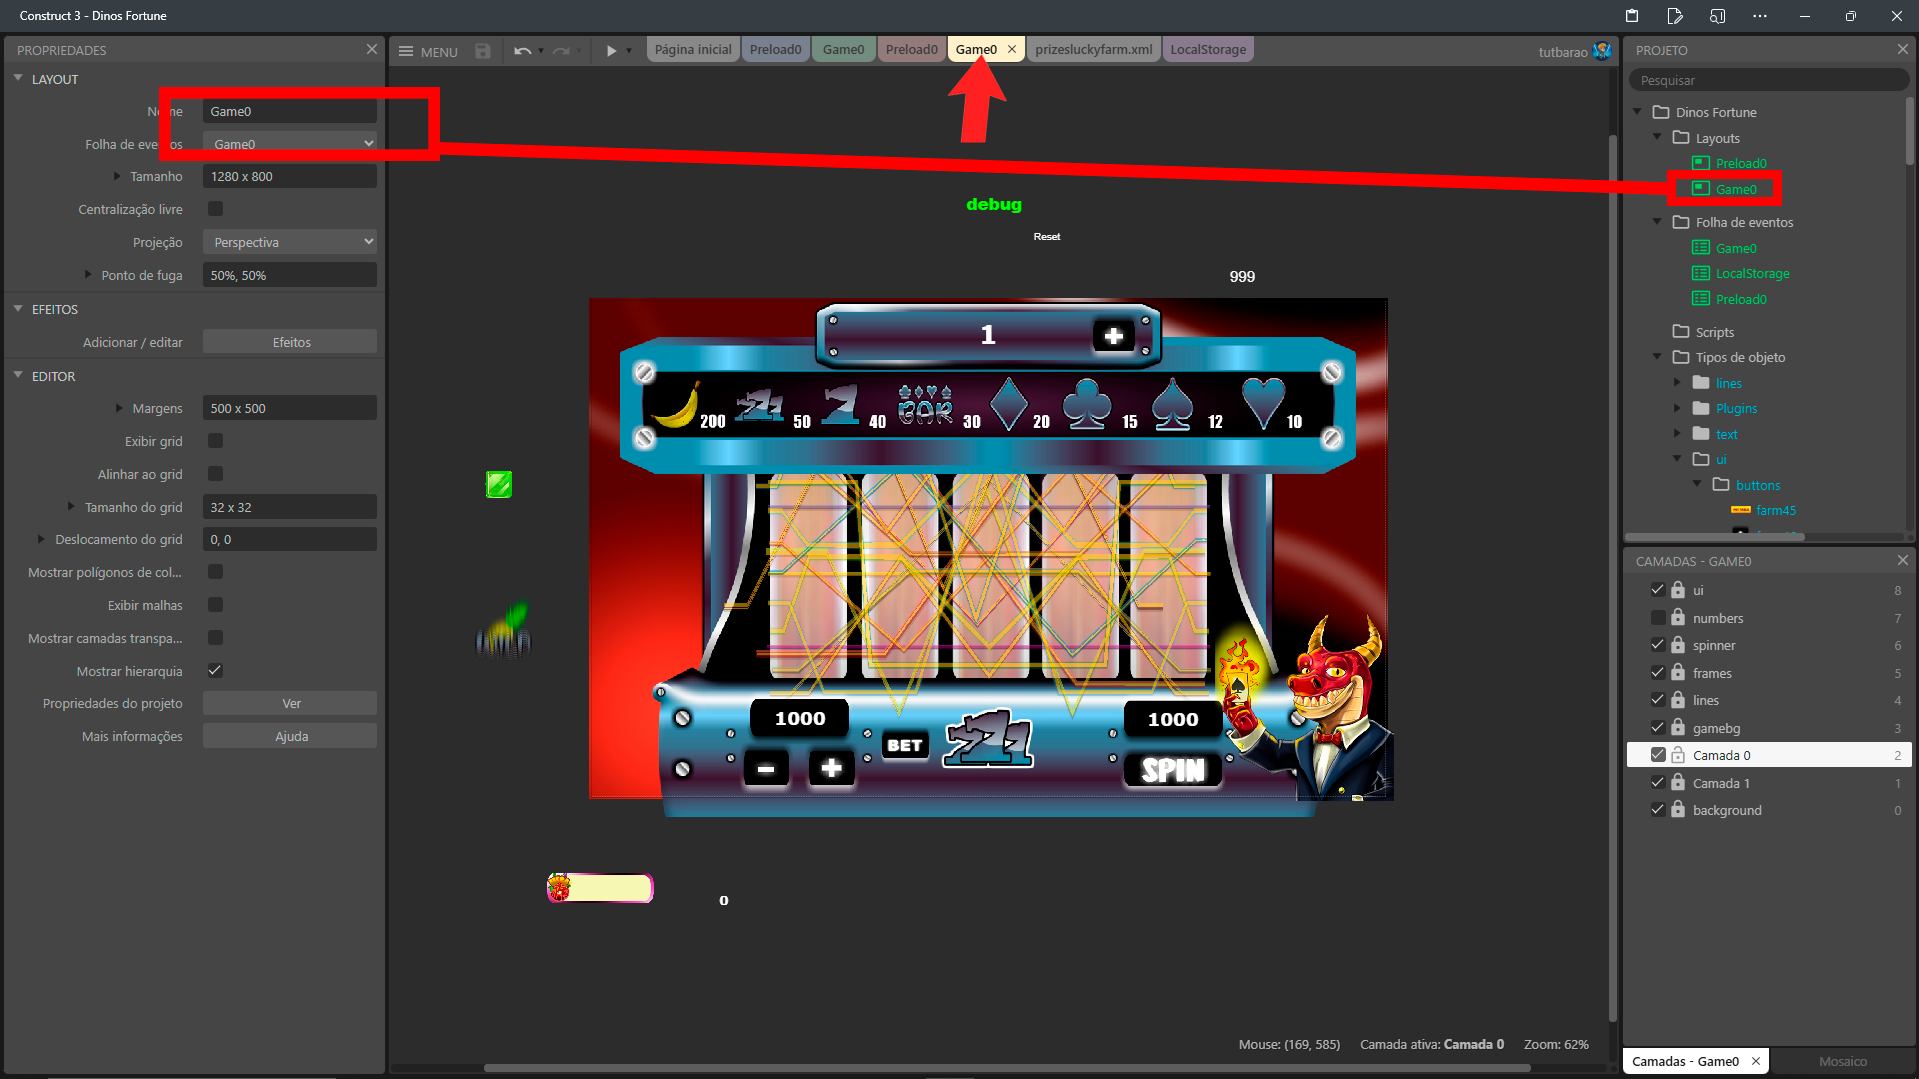 Construct 3 - Dinos Fortune
PROPRIEDADES
MENU
Página inicial
Preload0
Game0
Preload0
Game0
prizesluckyfarm.xml
LocalStorage
tutbarao
PROJETO
LAYOUT
Nome
Game0
Folha de eventos
Game0
Tamanho
1280 x 800
Centralização livre
Projeção
Perspectiva
Ponto de fuga
50%, 50%
EFEITOS
Adicionar / editar
Efeitos
EDITOR
Margens
500 x 500
Exibir grid
Alinhar ao grid
Tamanho do grid
32 x 32
Deslocamento do grid
0, 0
Mostrar polígonos de col...
Exibir malhas
Mostrar camadas transpa...
Mostrar hierarquia
Propriedades do projeto
Ver
Mais informações
Ajuda
debug
Reset
999
1
+
200
777
50
7
40
BAR
30
20
15
12
10
1000
BET
777
1000
-
+
SPIN
0
Mouse: (169, 585)
Camada ativa: Camada 0
Zoom: 62%
Pesquisar
Dinos Fortune
Layouts
Preload0
Game0
Folha de eventos
Game0
LocalStorage
Preload0
Scripts
Tipos de objeto
lines
Plugins
text
ui
buttons
farm45
CAMADAS - GAME0
ui 8
numbers 7
spinner 6
frames 5
lines 4
gamebg 3
Camada 0 2
Camada 1 1
background 0
Camadas - Game0
Mosaico